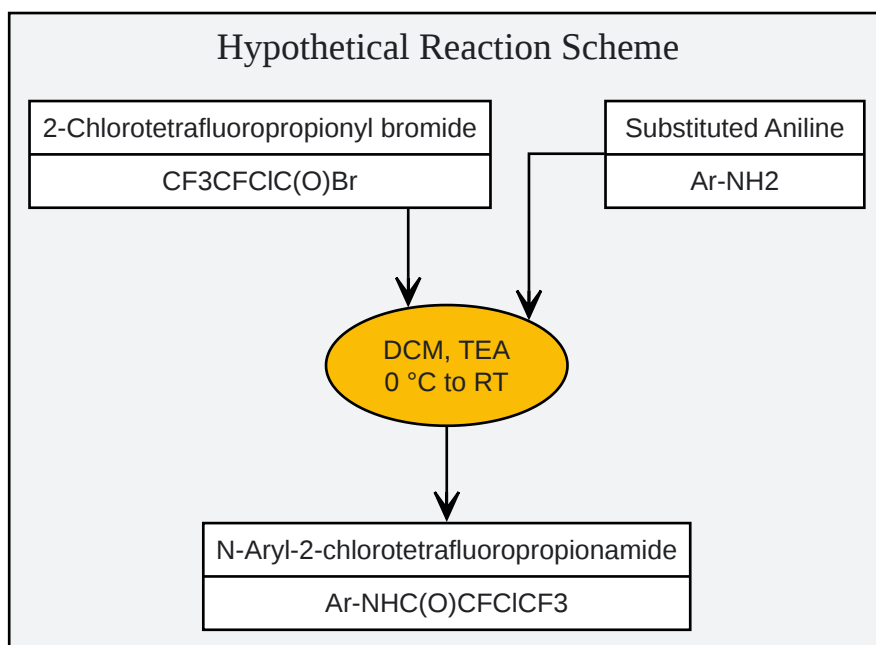 Hypothetical Reaction Scheme
2-Chlorotetrafluoropropionyl bromide
CF3CFClC(O)Br
Substituted Aniline
Ar-NH2
DCM, TEA
0 °C to RT
N-Aryl-2-chlorotetrafluoropropionamide
Ar-NHC(O)CFClCF3